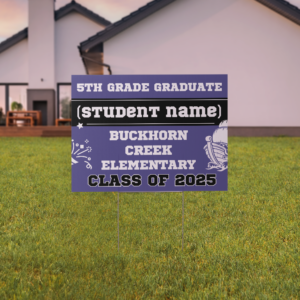 5TH GRADE GRADUATE
(STUDENT NAME)
BUCKHORN
CREEK
ELEMENTARY
CLASS OF 2025